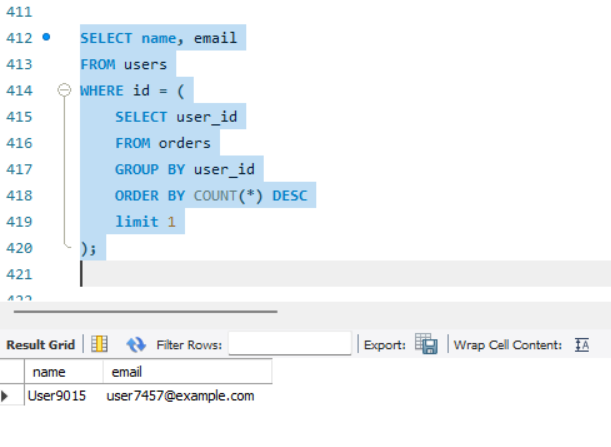 411
412 SELECT name, email
413 FROM users
414 WHERE id = (
415 SELECT user_id
416 FROM orders
417 GROUP BY user_id
418 ORDER BY COUNT(*) DESC
419 limit 1
420 );
421
422
Result Grid Filter Rows: Export: Wrap Cell Content: IA
name email
User9015 user7457@example.com